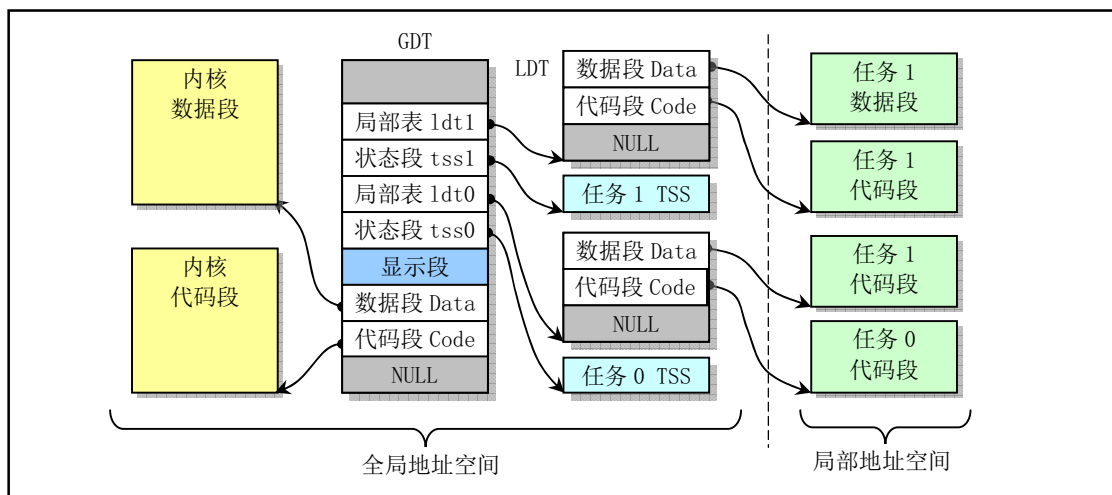 内核
数据段
内核
代码段
GDT
局部表 ldt1
状态段 tss1
局部表 ldt0
状态段 tss0
显示段
数据段 Data
代码段 Code
NULL
LDT
数据段 Data
代码段 Code
NULL
任务 1 TSS
数据段 Data
代码段 Code
NULL
任务 0 TSS
任务 1
数据段
任务 1
代码段
任务 1
代码段
任务 0
代码段
全局地址空间
局部地址空间